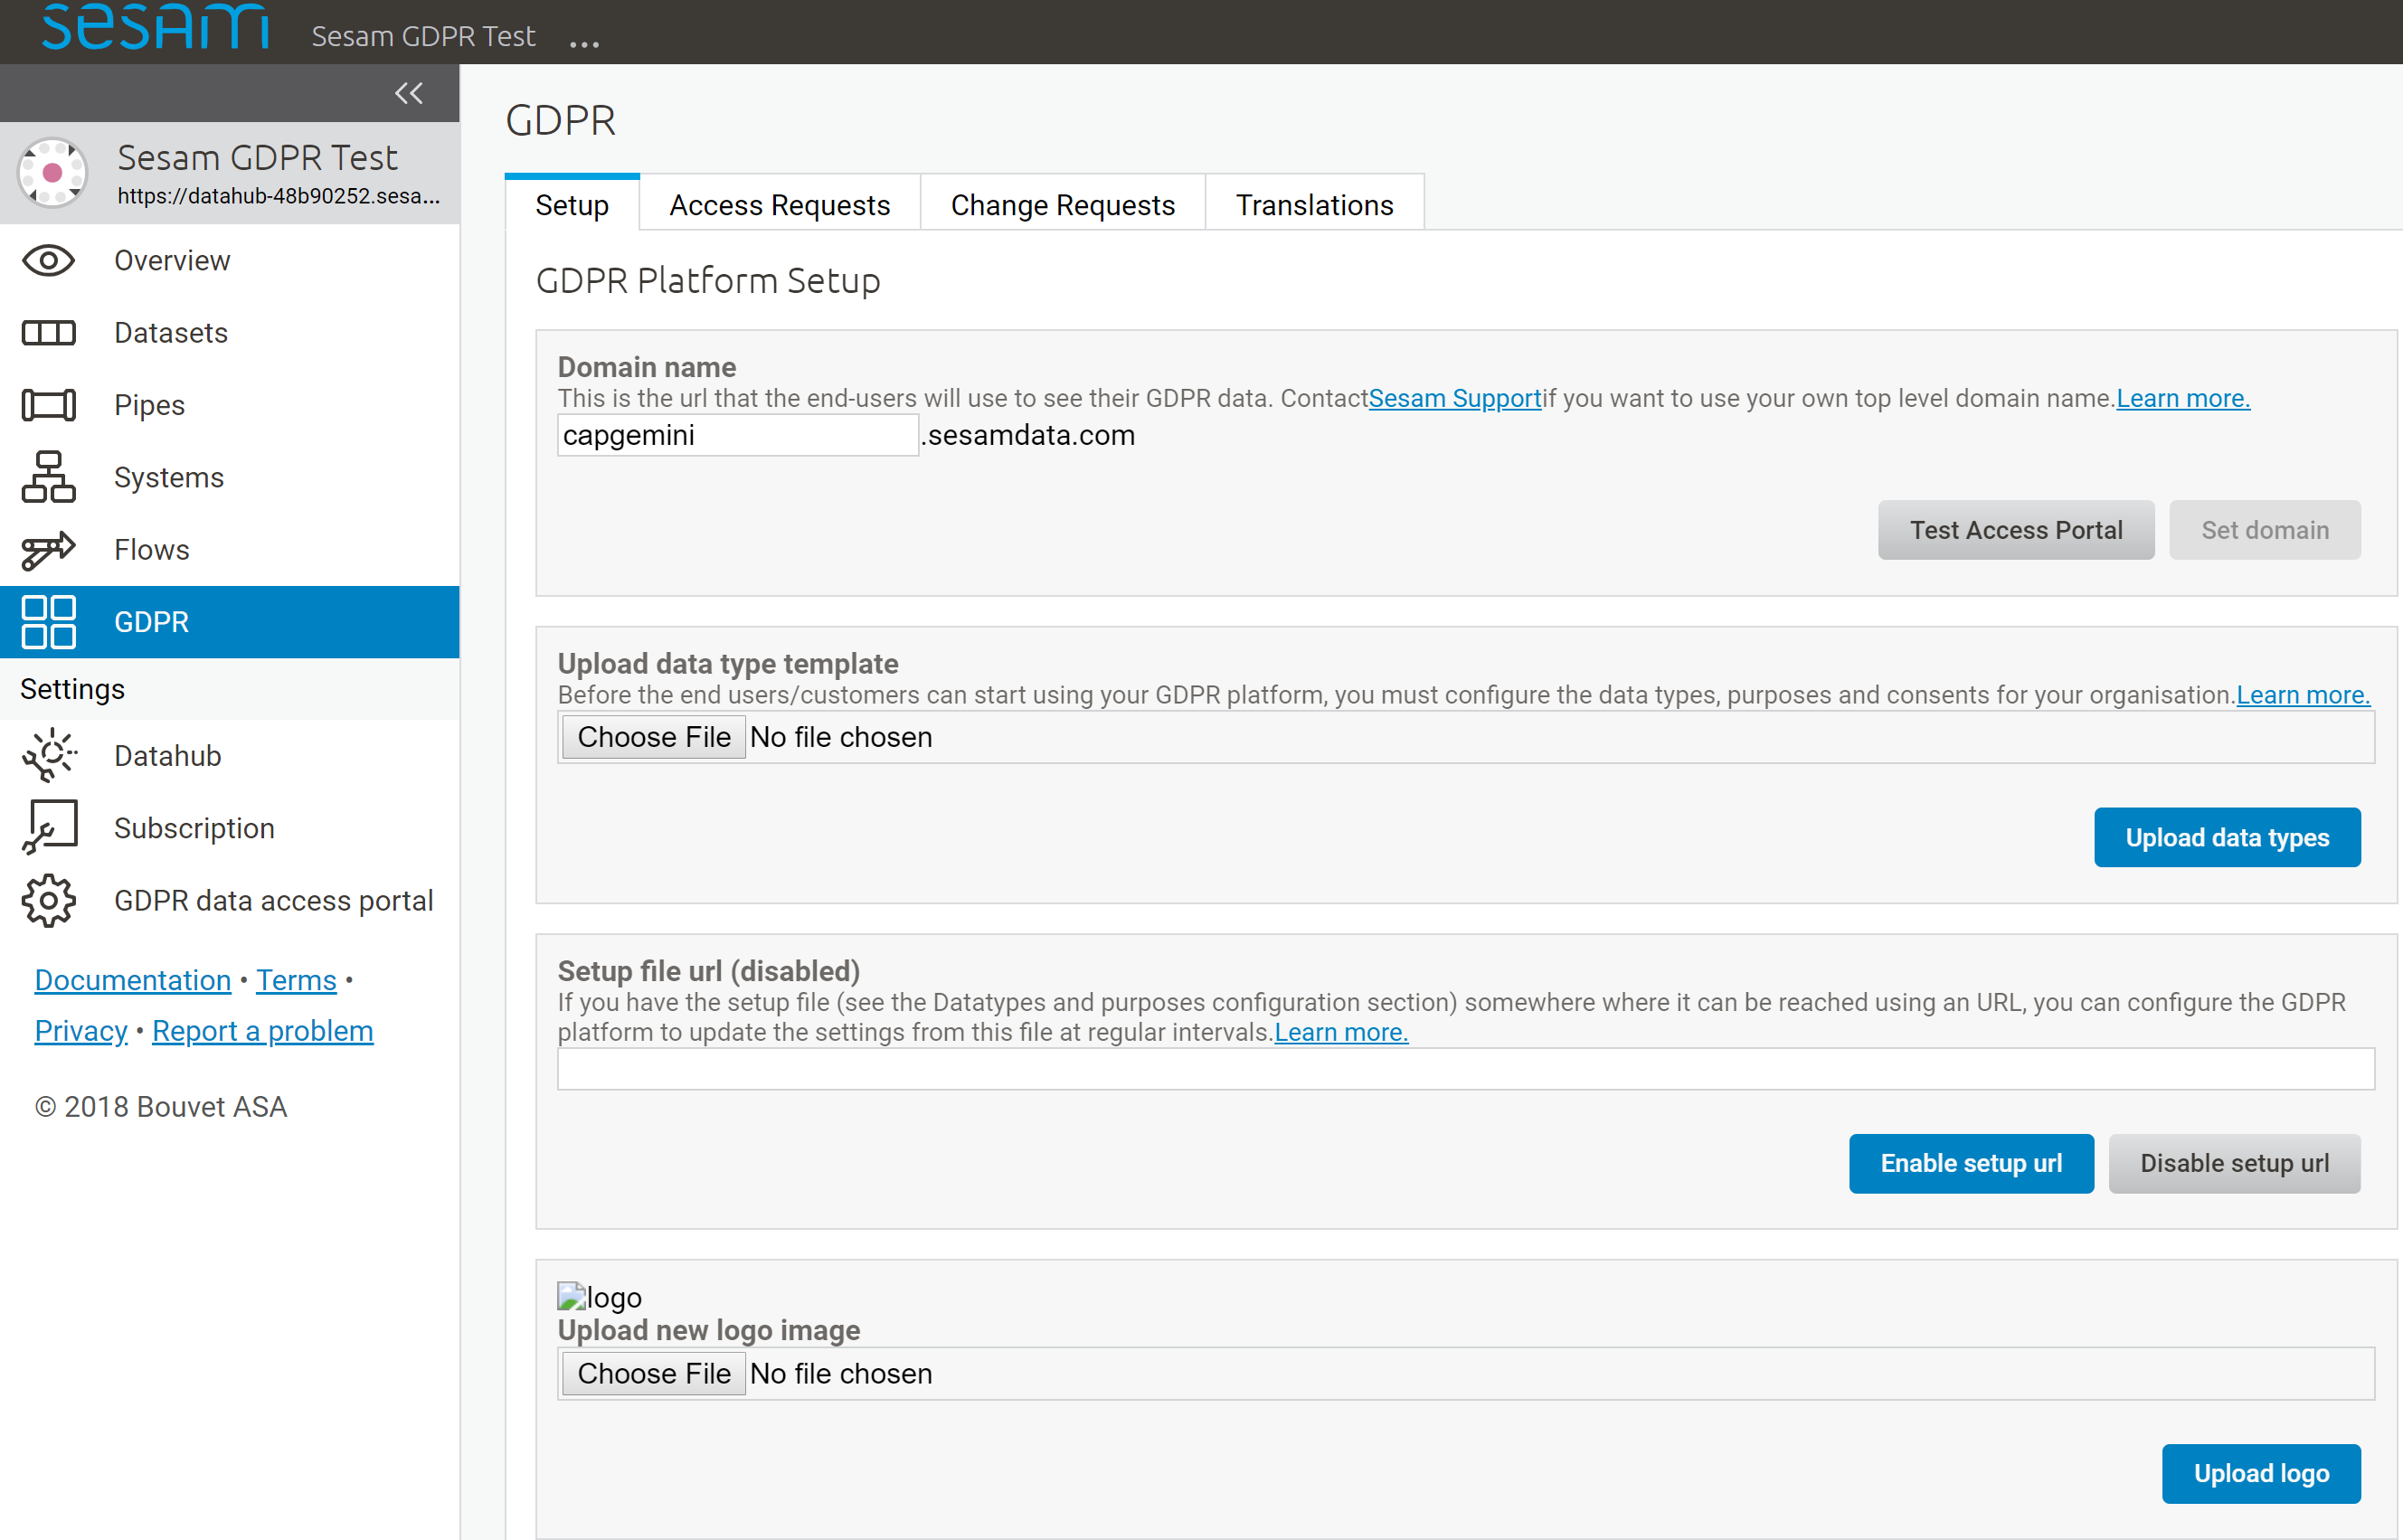 sesam
Sesam GDPR Test ...
Sesam GDPR Test
https://datahub-48b90252.sesa...
Overview
Datasets
Pipes
Systems
Flows
GDPR
Settings
Datahub
Subscription
GDPR data access portal
Documentation • Terms •
Privacy • Report a problem
© 2018 Bouvet ASA
GDPR
Setup
Access Requests
Change Requests
Translations
GDPR Platform Setup
Domain name
This is the url that the end-users will use to see their GDPR data. ContactSesam Supportif you want to use your own top level domain name.Learn more.
capgemini .sesamdata.com
Test Access Portal
Set domain
Upload data type template
Before the end users/customers can start using your GDPR platform, you must configure the data types, purposes and consents for your organisation.Learn more.
Choose File No file chosen
Upload data types
Setup file url (disabled)
If you have the setup file (see the Datatypes and purposes configuration section) somewhere where it can be reached using an URL, you can configure the GDPR
platform to update the settings from this file at regular intervals.Learn more.
Enable setup url
Disable setup url
logo
Upload new logo image
Choose File No file chosen
Upload logo